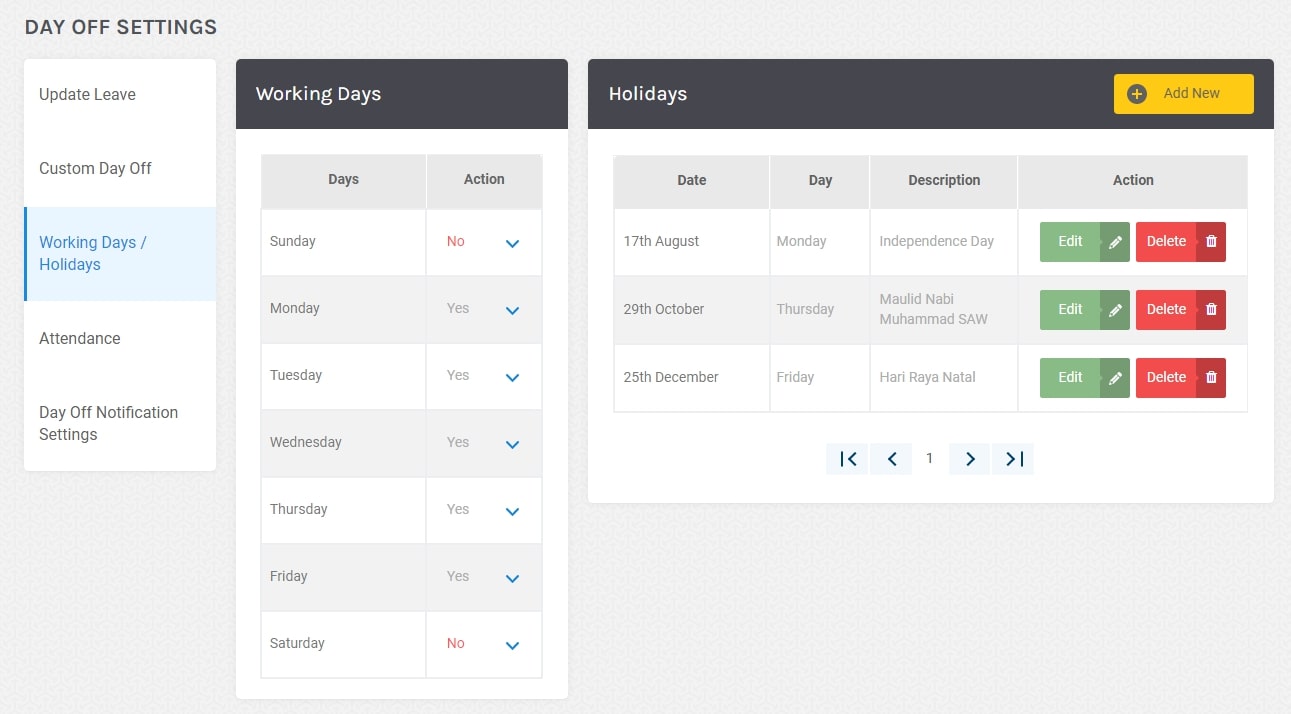 DAY OFF SETTINGS
Update Leave
Custom Day Off
Working Days /
Holidays
Attendance
Day Off Notification
Settings
Working Days
Days Action
Sunday No
Monday Yes
Tuesday Yes
Wednesday Yes
Thursday Yes
Friday Yes
Saturday No
Holidays Add New
Date Day Description Action
17th August Monday Independence Day Edit Delete
29th October Thursday Maulid Nabi
Muhammad SAW Edit Delete
25th December Friday Hari Raya Natal Edit Delete
1